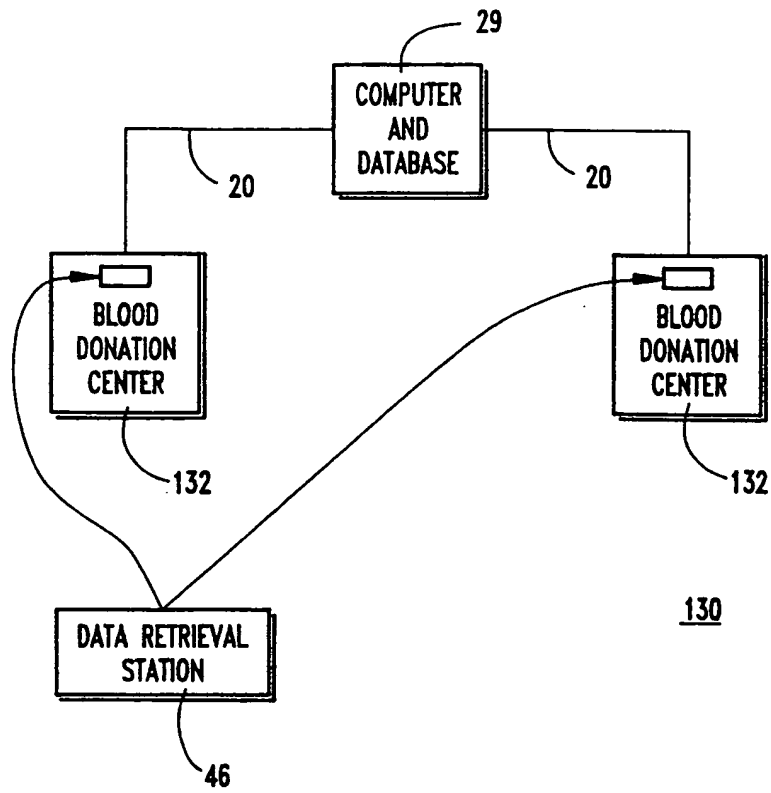 29
COMPUTER
AND
DATABASE
20
20
BLOOD
DONATION
CENTER
BLOOD
DONATION
CENTER
132
132
130
DATA RETRIEVAL
STATION
46